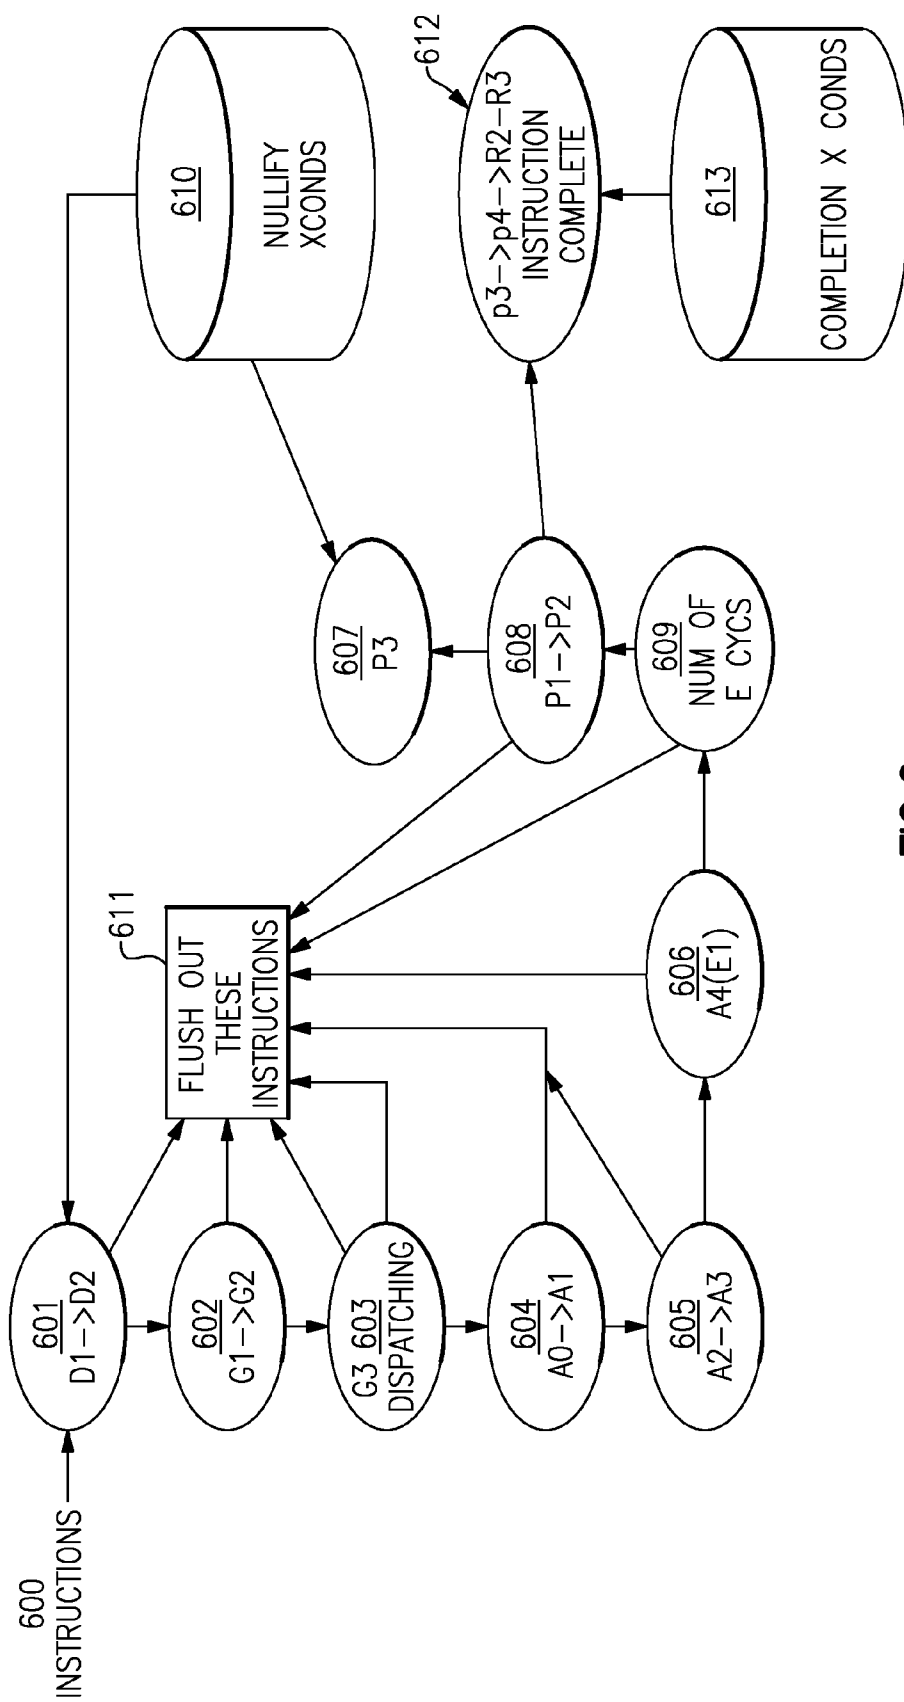 600
INSTRUCTIONS
601
D1->D2
602
G1->G2
G3 603
DISPATCHING
604
A0->A1
605
A2->A3
611
FLUSH OUT
THESE
INSTRUCTIONS
606
A4(E1)
607
P3
608
P1->P2
609
NUM OF
E CYCS
610
NULLIFY
XCONDS
612
p3->p4->R2-R3
INSTRUCTION
COMPLETE
613
COMPLETION X CONDS